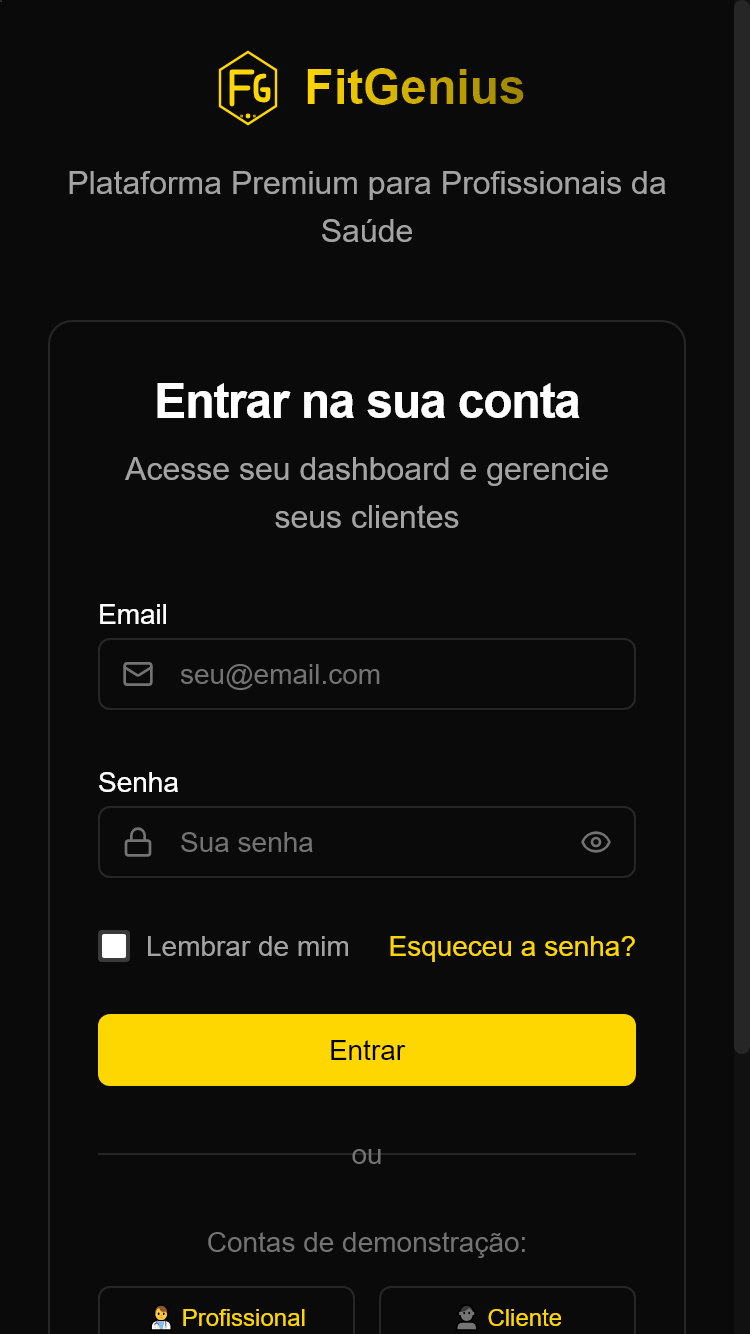 FG
FitGenius
Plataforma Premium para Profissionais da
Saúde
Entrar na sua conta
Acesse seu dashboard e gerencie
seus clientes
Email
seu@email.com
Senha
Sua senha
Lembrar de mim Esqueceu a senha?
Entrar
ou
Contas de demonstração:
Profissional Cliente